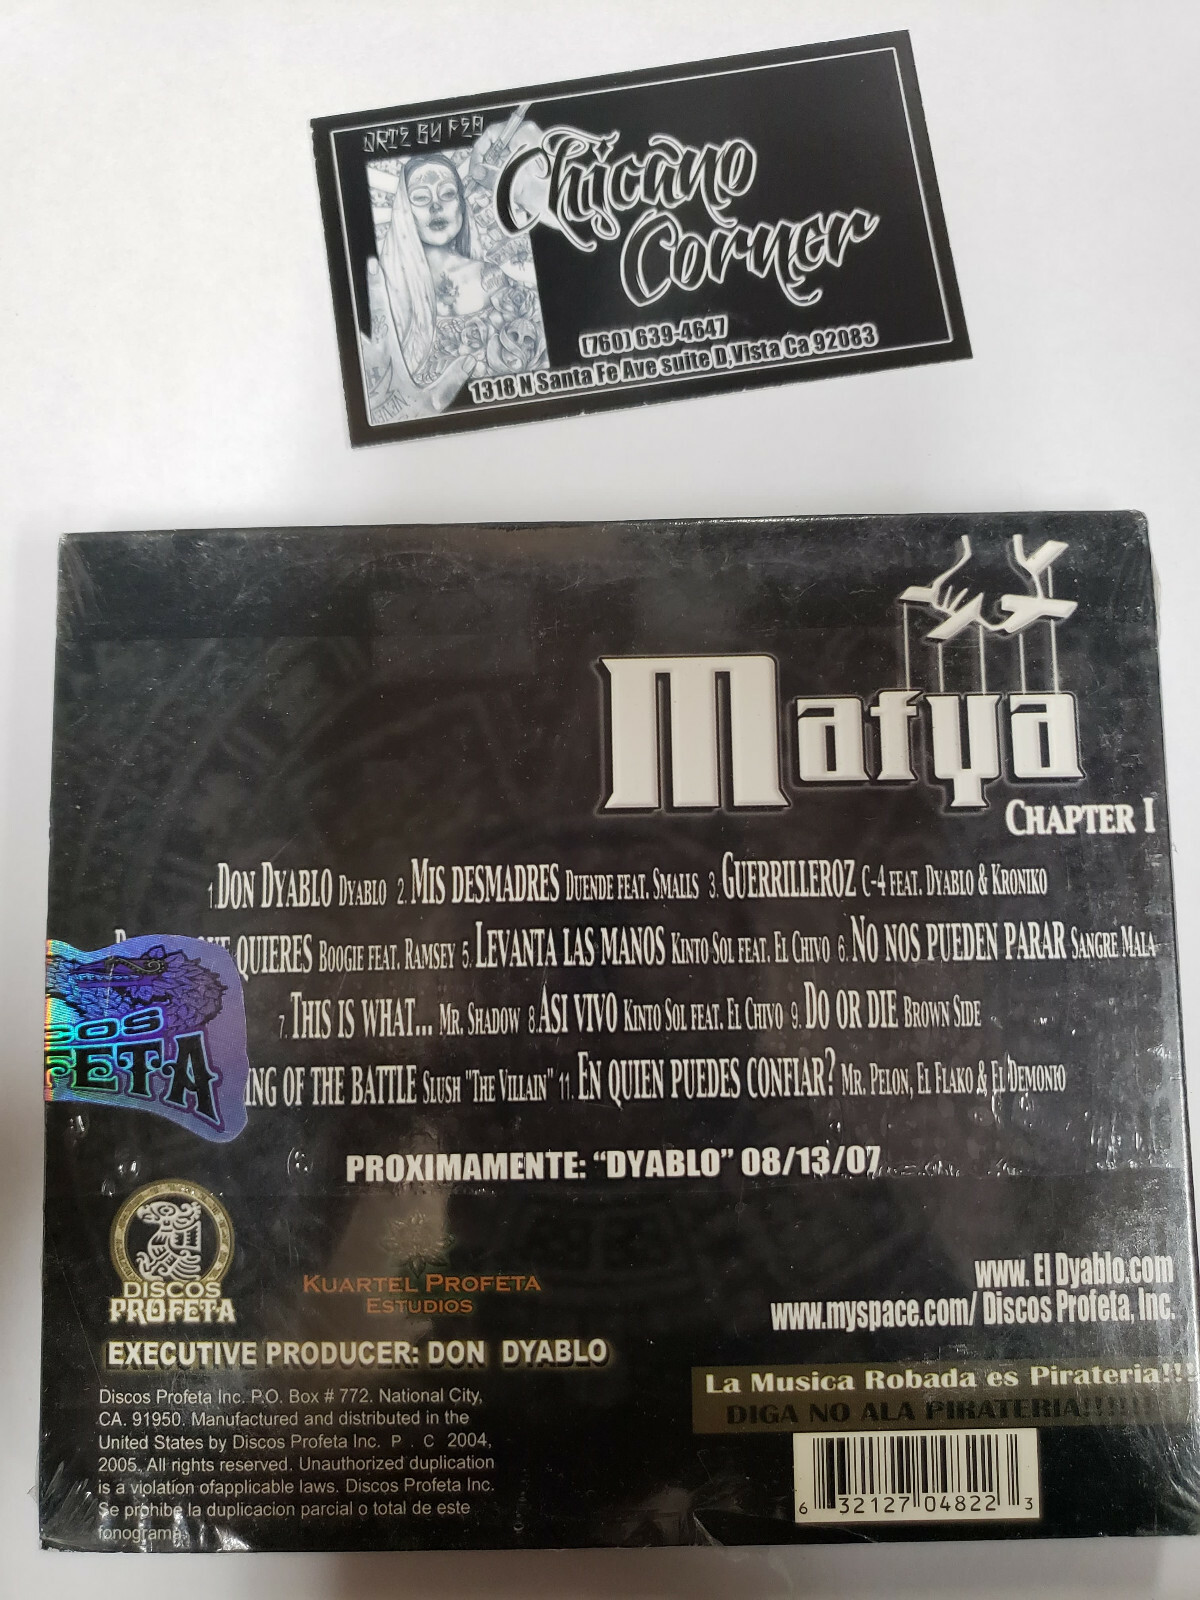 ARTE BY FEA
Chicano
Corner
(760) 639-4647
1318 N Santa Fe Ave suite D, Vista Ca 92083
Mafya
CHAPTER I
1. DON DYABLO DYABLO 2. MIS DESMADRES DUENDE FEAT. SMALLS 3. GUERRILLEROZ C-4 FEAT. DYABLO & KRONIKO
QUIERES BOOGIE FEAT. RAMSEY 5. LEVANTA LAS MANOS KINTO SOL FEAT. EL CHIVO 6. NO NOS PUEDEN PARAR SANGRE MALA
7. THIS IS WHAT... MR. SHADOW 8. ASI VIVO KINTO SOL FEAT. EL CHIVO 9. DO OR DIE BROWN SIDE
ING OF THE BATTLE SLUSH "THE VILLAIN" 11. EN QUIEN PUEDES CONFIAR? MR. PELON, EL FLAKO & EL DEMONIO
DOS
FETA
PROXIMAMENTE: “DYABLO” 08/13/07
DISCOS
PROFETA
KUARTEL PROFETA
ESTUDIOS
www. El Dyablo.com
www.myspace.com/ Discos Profeta, Inc.
EXECUTIVE PRODUCER: DON DYABLO
La Musica Robada es Pirateria!!!
DIGA NO ALA PIRATERIA!!!!!!
Discos Profeta Inc. P.O. Box # 772. National City,
CA. 91950. Manufactured and distributed in the
United States by Discos Profeta Inc. P . C 2004,
2005. All rights reserved. Unauthorized duplication
is a violation ofapplicable laws. Discos Profeta Inc.
Se prohibe la duplicacion parcial o total de este
fonograma.
6 32127 04822 3